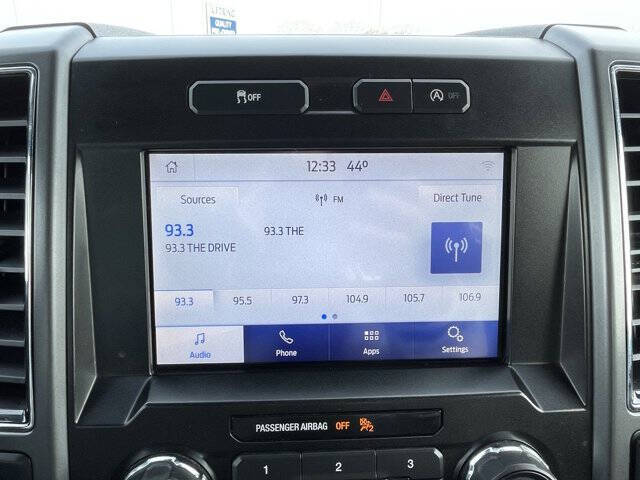 QUALITY
OFF
OFF
12:33 44°
Sources FM Direct Tune
93.3 93.3 THE
93.3 THE DRIVE
93.3 95.5 97.3 104.9 105.7 106.9
Audio Phone Apps Settings
PASSENGER AIRBAG OFF 2
1 2 3